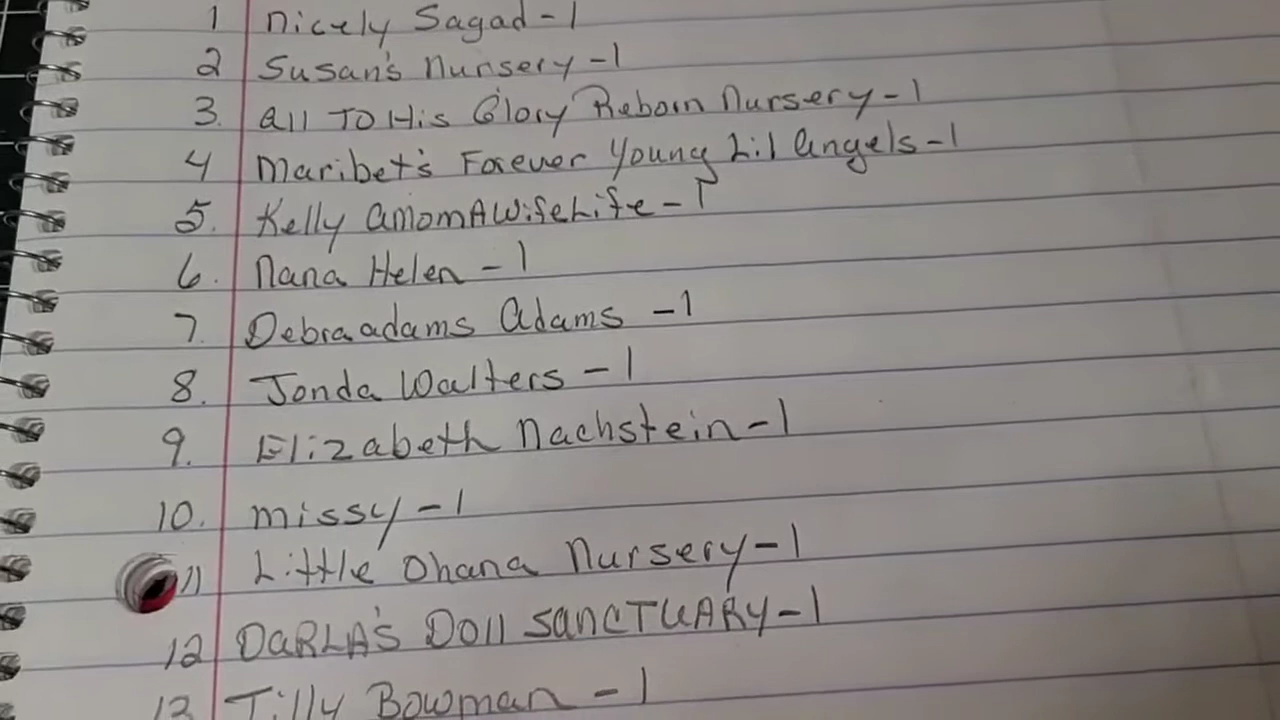 1 Nicely Sagad-1
2 Susan's Nunsery-1
3. All To His Glory Reborn Nursery-1
4 Maribet's Forever Young Lil Angels-1
5. Kelly AMomAWifeLife-1
6. Nana Helen-1
7. Debraadams Adams-1
8. Jonda Walters-1
9. Elizabeth Nachstein-1
10. Missy-1
11 Little Ohana Nursery-1
12 DaRLA'S Doll SanCTUARY-1
13 Tilly Bowman-1